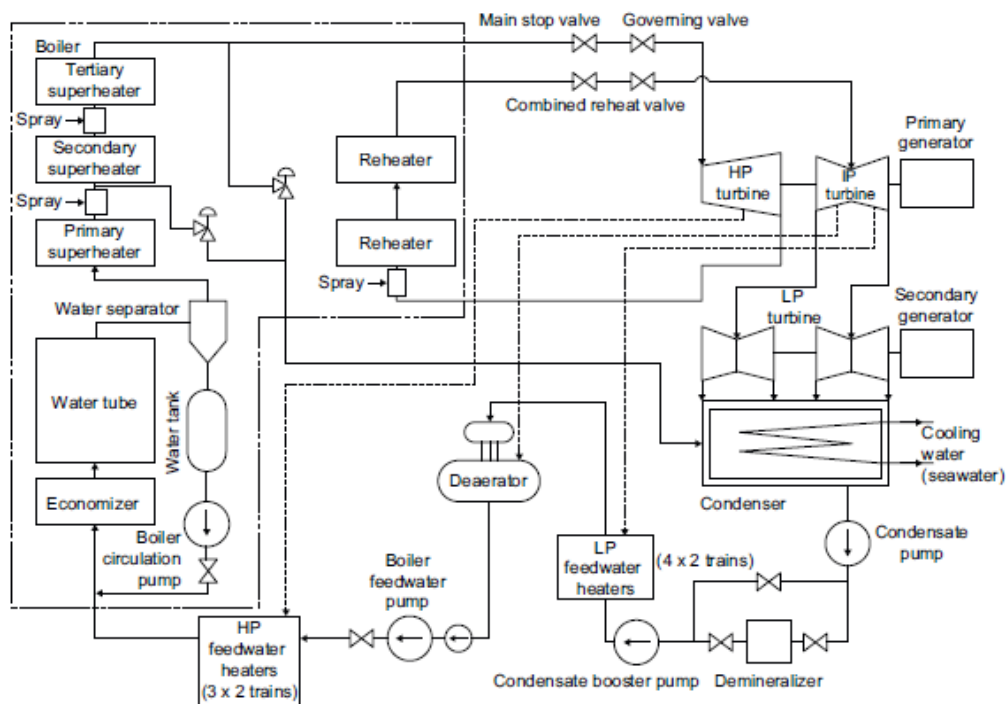 Main stop valve
Governing valve
Boiler
Tertiary
superheater
Spray
Secondary
superheater
Spray
Primary
superheater
Combined reheat valve
Reheater
Reheater
Spray
HP
turbine
IP
turbine
Primary
generator
Water separator
Water tube
Water tank
Economizer
Boiler
circulation
pump
LP
turbine
Secondary
generator
Cooling
water
(seawater)
Condenser
Deaerator
Condensate
pump
LP
feedwater
heaters
(4 x 2 trains)
Boiler
feedwater
pump
HP
feedwater
heaters
(3 x 2 trains)
Condensate booster pump
Demineralizer